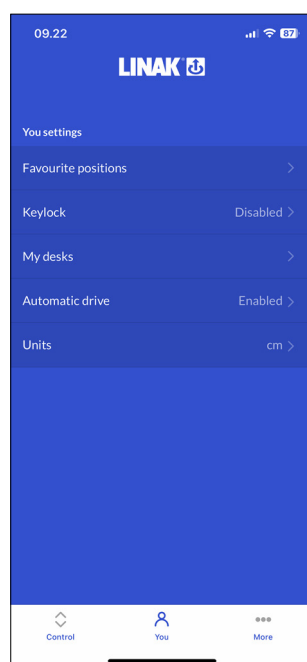 09.22
87
LINAK
You settings
Favourite positions
Keylock Disabled
My desks
Automatic drive Enabled
Units cm
Control You More